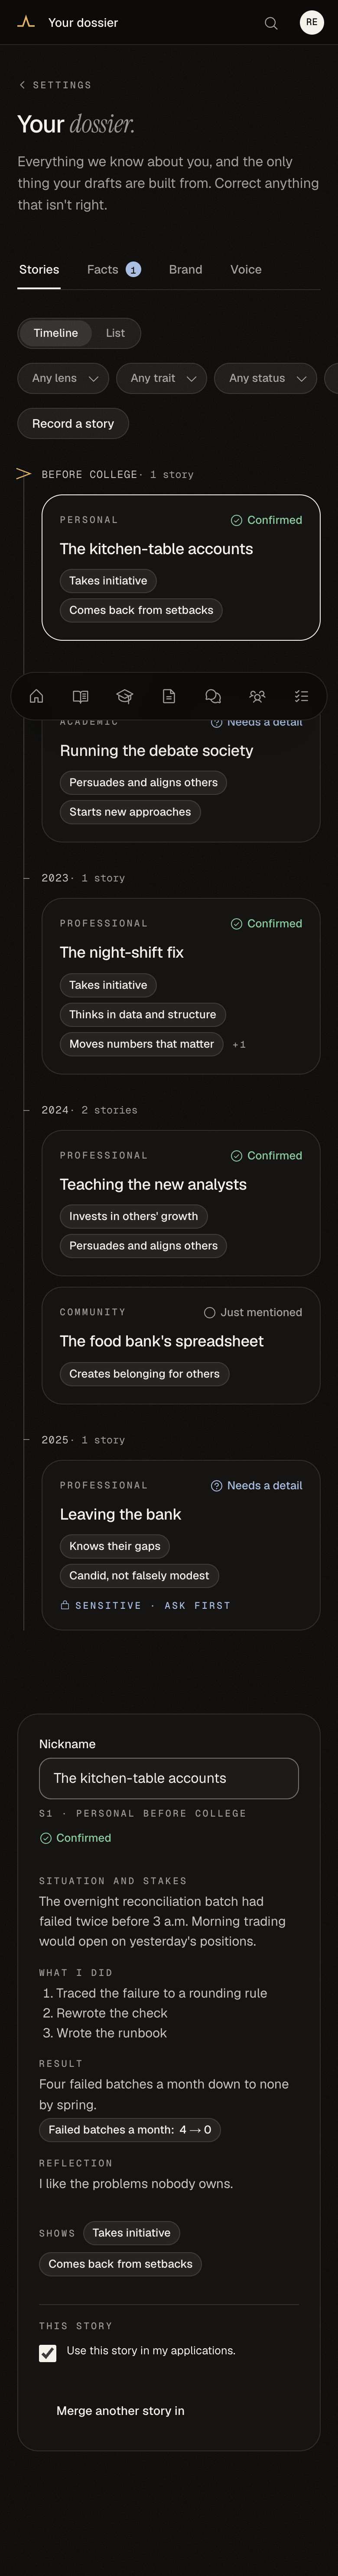 Your dossier
RE
SETTINGS
Your dossier.
Everything we know about you, and the only
thing your drafts are built from. Correct anything
that isn't right.
Stories
Facts 1
Brand
Voice
Timeline
List
Any lens
Any trait
Any status
Record a story
BEFORE COLLEGE· 1 story
PERSONAL
Confirmed
The kitchen-table accounts
Takes initiative
Comes back from setbacks
ACADEMIC
Needs a detail
Running the debate society
Persuades and aligns others
Starts new approaches
2023· 1 story
PROFESSIONAL
Confirmed
The night-shift fix
Takes initiative
Thinks in data and structure
Moves numbers that matter
+1
2024· 2 stories
PROFESSIONAL
Confirmed
Teaching the new analysts
Invests in others' growth
Persuades and aligns others
COMMUNITY
Just mentioned
The food bank's spreadsheet
Creates belonging for others
2025· 1 story
PROFESSIONAL
Needs a detail
Leaving the bank
Knows their gaps
Candid, not falsely modest
SENSITIVE · ASK FIRST
Nickname
The kitchen-table accounts
S1 · PERSONAL BEFORE COLLEGE
Confirmed
SITUATION AND STAKES
The overnight reconciliation batch had
failed twice before 3 a.m. Morning trading
would open on yesterday's positions.
WHAT I DID
1. Traced the failure to a rounding rule
2. Rewrote the check
3. Wrote the runbook
RESULT
Four failed batches a month down to none
by spring.
Failed batches a month: 4 → 0
REFLECTION
I like the problems nobody owns.
SHOWS
Takes initiative
Comes back from setbacks
THIS STORY
Use this story in my applications.
Merge another story in